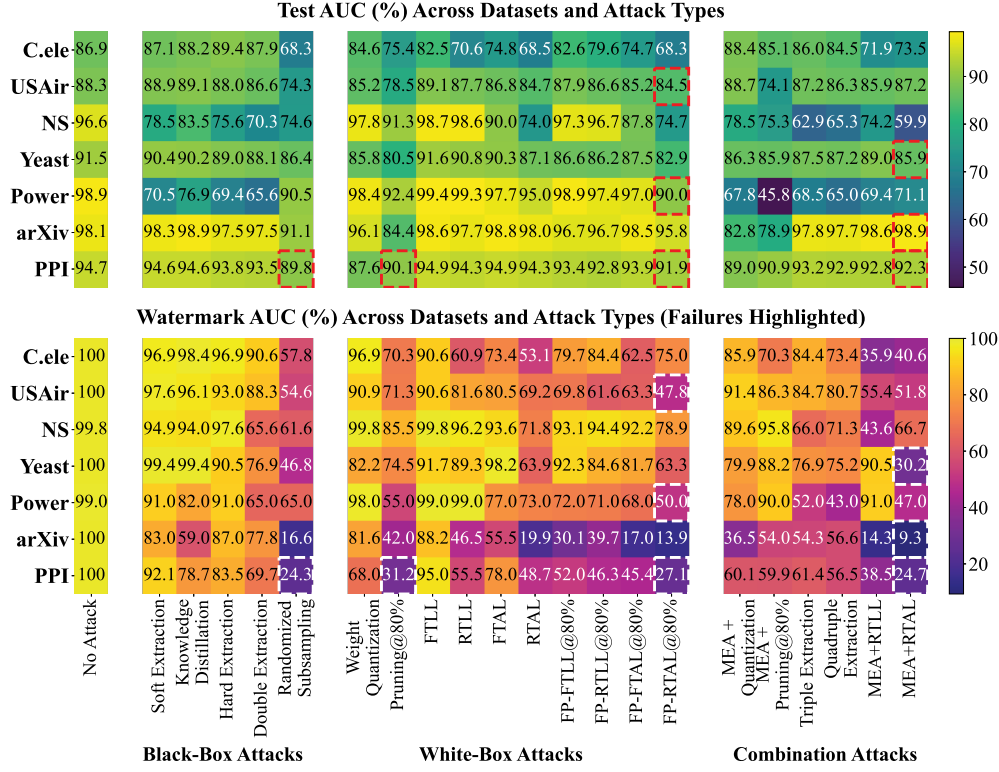 Test AUC (%) Across Datasets and Attack Types
C.ele 86.9 87.1 88.2 89.4 87.9 68.3 84.6 75.4 82.5 70.6 74.8 68.5 82.6 79.6 74.7 68.3 88.4 85.1 86.0 84.5 71.9 73.5
USAir 88.3 88.9 89.1 88.0 86.6 74.3 85.2 78.5 89.1 87.7 86.8 84.7 87.9 86.6 85.2 84.5 88.7 74.1 87.2 86.3 85.9 87.2
NS 96.6 78.5 83.5 75.6 70.3 74.6 97.8 91.3 98.7 98.6 90.0 74.0 97.3 96.7 87.8 74.7 78.5 75.3 62.9 65.3 74.2 59.9
Yeast 91.5 90.4 90.2 89.0 88.1 86.4 85.8 80.5 91.6 90.8 90.3 87.1 86.6 86.2 87.5 82.9 86.3 85.9 87.5 87.2 89.0 85.9
Power 98.9 70.5 76.9 69.4 65.6 90.5 98.4 92.4 99.4 99.3 97.7 95.0 98.9 97.4 97.0 90.0 67.8 45.8 68.5 65.0 69.4 71.1
arXiv 98.1 98.3 98.9 97.5 97.5 91.1 96.1 84.4 98.6 97.7 98.8 98.0 96.7 96.7 98.5 95.8 82.8 78.9 97.8 97.7 98.6 98.9
PPI 94.7 94.6 94.6 93.8 93.5 89.8 87.6 90.1 94.9 94.3 94.9 94.3 93.4 92.8 93.9 91.9 89.0 90.9 93.2 92.9 92.8 92.3
90
80
70
60
50
Watermark AUC (%) Across Datasets and Attack Types (Failures Highlighted)
C.ele 100 96.9 98.4 96.9 90.6 57.8 96.9 70.3 90.6 60.9 73.4 53.1 79.7 84.4 62.5 75.0 85.9 70.3 84.4 73.4 35.9 40.6
USAir 100 97.6 96.1 93.0 88.3 54.6 90.9 71.3 91.6 81.6 80.5 69.2 69.8 61.6 63.3 47.8 91.4 86.3 84.7 80.7 55.4 51.8
NS 99.8 94.9 94.0 97.6 65.6 61.6 99.8 85.5 99.8 96.2 93.6 71.8 93.1 94.4 92.2 78.9 89.6 95.8 66.0 71.3 43.6 66.7
Yeast 100 99.4 99.4 90.5 76.9 46.8 82.2 74.5 91.7 89.3 98.2 63.9 92.3 84.6 81.7 63.3 79.9 88.2 76.9 75.2 90.5 30.2
Power 99.0 91.0 82.0 91.0 65.0 65.0 98.0 55.0 99.0 99.0 77.0 73.0 72.0 71.0 68.0 50.0 78.0 90.0 52.0 43.0 91.0 47.0
arXiv 100 83.0 59.0 87.0 77.8 16.6 81.6 42.0 88.2 46.5 55.5 19.9 30.1 39.7 17.0 13.9 36.5 54.0 54.3 56.6 14.3 9.3
PPI 100 92.1 78.7 83.5 69.7 24.3 68.0 31.2 95.0 55.5 78.0 48.7 52.0 46.3 45.4 27.1 60.1 59.9 61.4 56.5 38.5 24.7
100
80
60
40
20
No Attack
Soft Extraction
Knowledge
Distillation
Hard Extraction
Double Extraction
Randomized
Subsampling
Weight
Quantization
Pruning@80%
FTLL
RTLL
FTAL
RTAL
FP-FTLL@80%
FP-RTLL@80%
FP-FTAL@80%
FP-RTAL@80%
MEA +
Quantization
MEA +
Pruning@80%
Triple Extraction
Quadruple
Extraction
MEA+RTLL
MEA+RTAL
Black-Box Attacks
White-Box Attacks
Combination Attacks